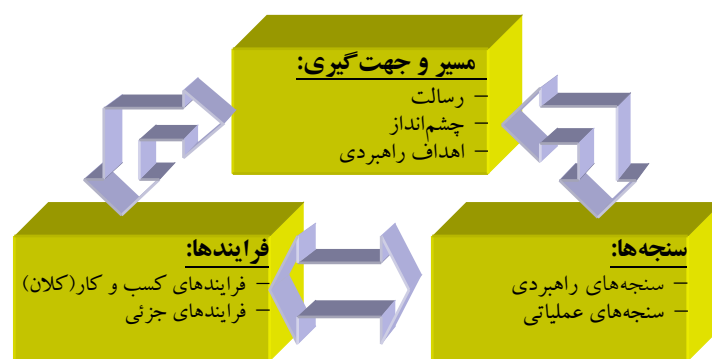 مسیر و جهت‌گیری:
– رسالت
– چشم‌انداز
– اهداف راهبردی
سنجه‌ها:
– سنجه‌های راهبردی
– سنجه‌های عملیاتی
فرایندها:
– فرایندهای کسب و کار(کلان)
– فرایندهای جزئی